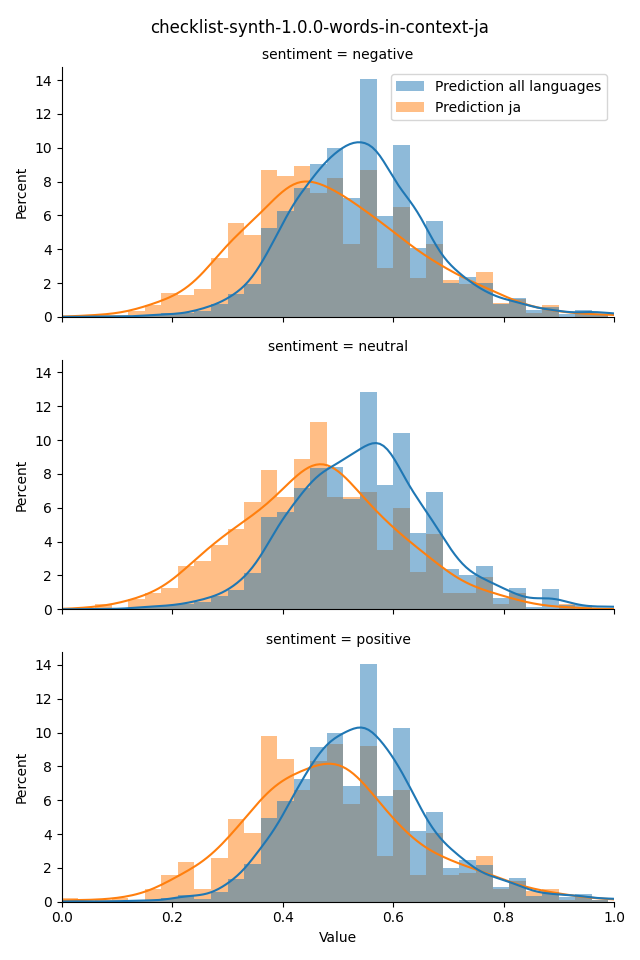 checklist-synth-1.0.0-words-in-context-ja
sentiment = negative
Prediction all languages
Prediction ja
Percent
14
12
10
8
6
4
2
0
sentiment = neutral
Percent
14
12
10
8
6
4
2
0
sentiment = positive
Percent
14
12
10
8
6
4
2
0
0.0 0.2 0.4 0.6 0.8 1.0
Value